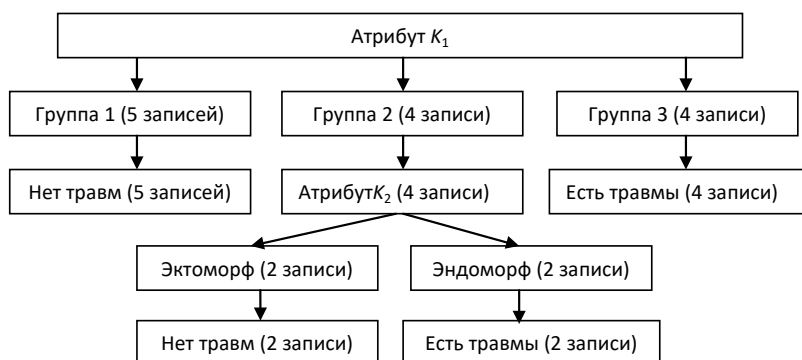 Атрибут K1
Группа 1 (5 записей)
Группа 2 (4 записи)
Группа 3 (4 записи)
Нет травм (5 записей)
АтрибутK2 (4 записи)
Есть травмы (4 записи)
Эктоморф (2 записи)
Эндоморф (2 записи)
Нет травм (2 записи)
Есть травмы (2 записи)